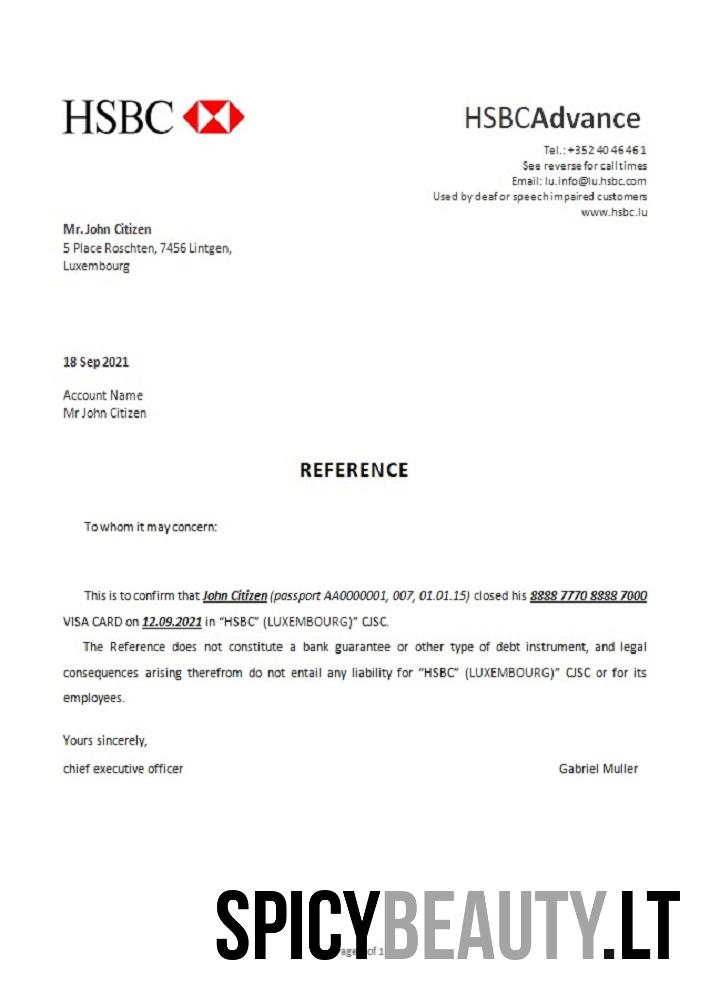 HSBC
HSBCAdvance
Tel.: +352 40 46 46 1
See reverse for call times
Email: lu.info@lu.hsbc.com
Used by deaf or speech impaired customers
www.hsbc.lu
Mr. John Citizen
5 Place Roschten, 7456 Lintgen,
Luxembourg
18 Sep 2021
Account Name
Mr John Citizen
REFERENCE
To whom it may concern:
This is to confirm that John Citizen (passport AA0000001, 007, 01.01.15) closed his 8888 7770 8888 7000
VISA CARD on 12.09.2021 in “HSBC” (LUXEMBOURG)” CJSC.
The Reference does not constitute a bank guarantee or other type of debt instrument, and legal
consequences arising therefrom do not entail any liability for “HSBC” (LUXEMBOURG)” CJSC or for its
employees.
Yours sincerely,
chief executive officer Gabriel Muller
SPICYBEAUTY.LT
of 1